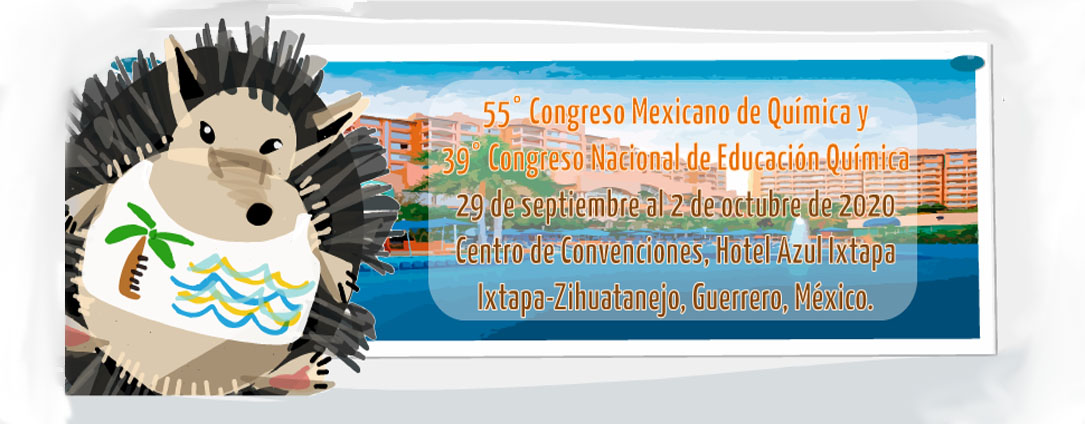 55° Congreso Mexicano de Química y
39° Congreso Nacional de Educación Química
29 de septiembre al 2 de octubre de 2020
Centro de Convenciones, Hotel Azul Ixtapa
Ixtapa-Zihuatanejo, Guerrero, México.